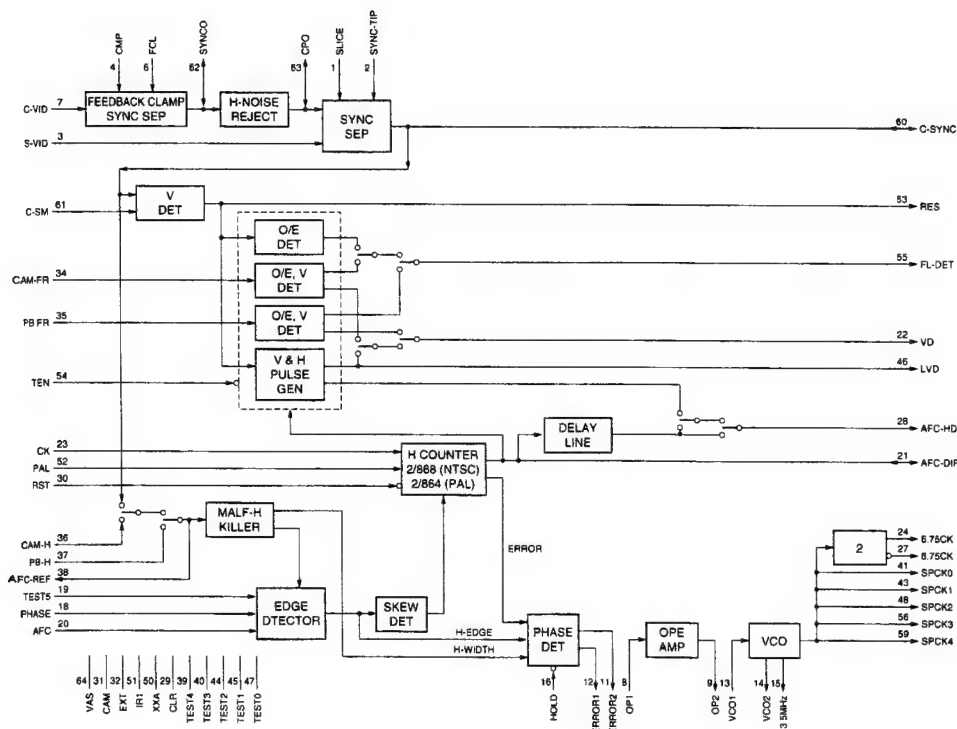 CMP
4
FCL
6
SYNCO
62
CPO
63
SLICE
1
SYNC-TIP
2
C-VID 7
FEEDBACK CLAMP
SYNC SEP
H-NOISE
REJECT
SYNC
SEP
S-VID 3
60 C-SYNC
C-SM 61
V
DET
53 RES
O/E
DET
CAM-FR 34
O/E, V
DET
55 FL-DET
PB FR 35
O/E, V
DET
22 VD
TEN 54
V & H
PULSE
GEN
46 LVD
28 AFC-HD
DELAY
LINE
CK 23
PAL 52
RST 30
H COUNTER
2/868 (NTSC)
2/864 (PAL)
21 AFC-DIF
CAM-H 36
PB-H 37
AFC-REF 38
MALF-H
KILLER
ERROR
TEST5 19
PHASE 18
AFC 20
EDGE
DTECTOR
SKEW
DET
H-EDGE
H-WIDTH
PHASE
DET
OPE
AMP
VCO
2
24 6.75CK
27 6.75CK
41 SPCK0
43 SPCK1
48 SPCK2
56 SPCK3
59 SPCK4
64 VAS
31 CAM
32 EXT
51 IR1
50 XXA
29 CLR
39 TEST4
40 TEST3
44 TEST2
45 TEST1
47 TEST0
16 HOLD
12 ERROR1
11 ERROR2
8 OP1
9 OP2
13 VCO1
14 VCO2
15 3.5MHz